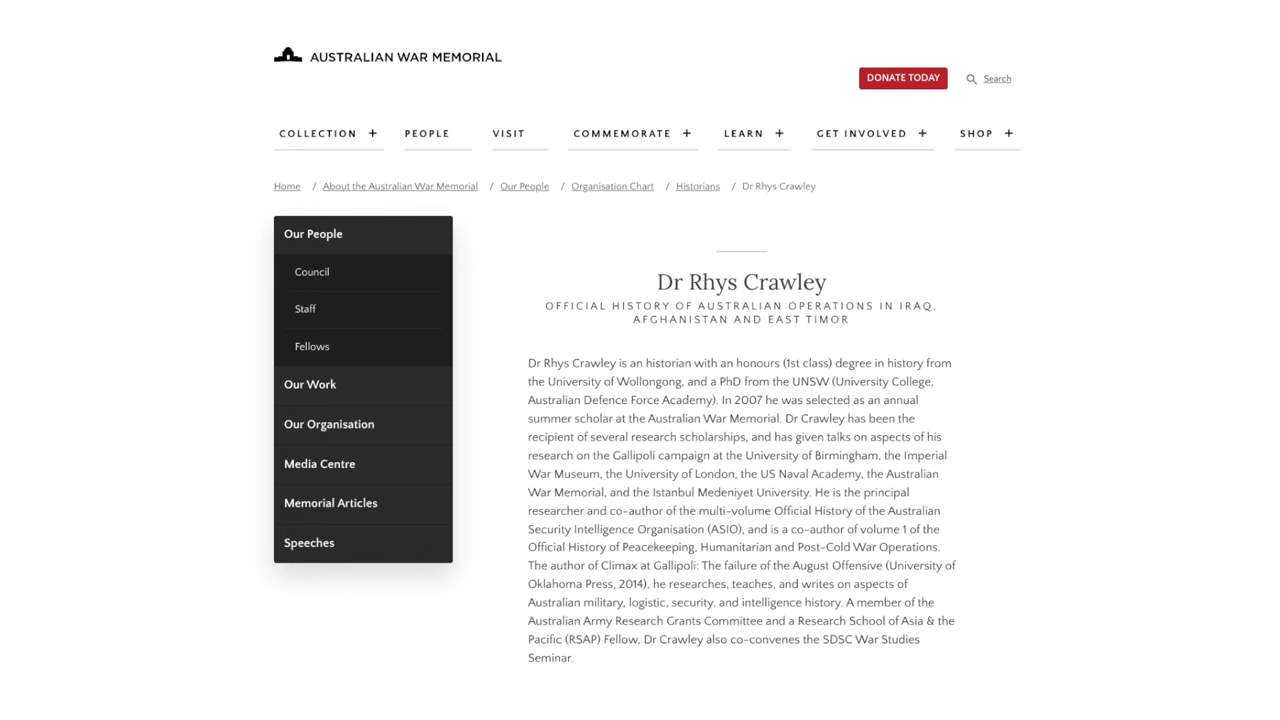 AUSTRALIAN WAR MEMORIAL
DONATE TODAY
Search
COLLECTION +
PEOPLE
VISIT
COMMEMORATE +
LEARN +
GET INVOLVED +
SHOP +
Home / About the Australian War Memorial / Our People / Organisation Chart / Historians / Dr Rhys Crawley
Our People
Council
Staff
Fellows
Our Work
Our Organisation
Media Centre
Memorial Articles
Speeches
Dr Rhys Crawley
OFFICIAL HISTORY OF AUSTRALIAN OPERATIONS IN IRAQ,
AFGHANISTAN AND EAST TIMOR
Dr Rhys Crawley is an historian with an honours (1st class) degree in history from
the University of Wollongong, and a PhD from the UNSW (University College,
Australian Defence Force Academy). In 2007 he was selected as an annual
summer scholar at the Australian War Memorial. Dr Crawley has been the
recipient of several research scholarships, and has given talks on aspects of his
research on the Gallipoli campaign at the University of Birmingham, the Imperial
War Museum, the University of London, the US Naval Academy, the Australian
War Memorial, and the Istanbul Medeniyet University. He is the principal
researcher and co-author of the multi-volume Official History of the Australian
Security Intelligence Organisation (ASIO), and is a co-author of volume 1 of the
Official History of Peacekeeping, Humanitarian and Post-Cold War Operations.
The author of Climax at Gallipoli: The failure of the August Offensive (University of
Oklahoma Press, 2014), he researches, teaches, and writes on aspects of
Australian military, logistic, security, and intelligence history. A member of the
Australian Army Research Grants Committee and a Research School of Asia & the
Pacific (RSAP) Fellow, Dr Crawley also co-convenes the SDSC War Studies
Seminar.